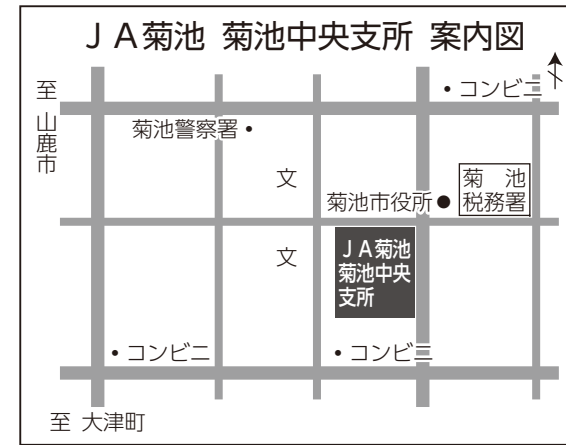 ＪＡ菊池 菊池中央支所 案内図
至 山鹿市
・コンビニ
菊池警察署・
文
菊池市役所●
菊池
税務署
文
ＪＡ菊池
菊池中央
支所
・コンビニ
・コンビニ
至 大津町